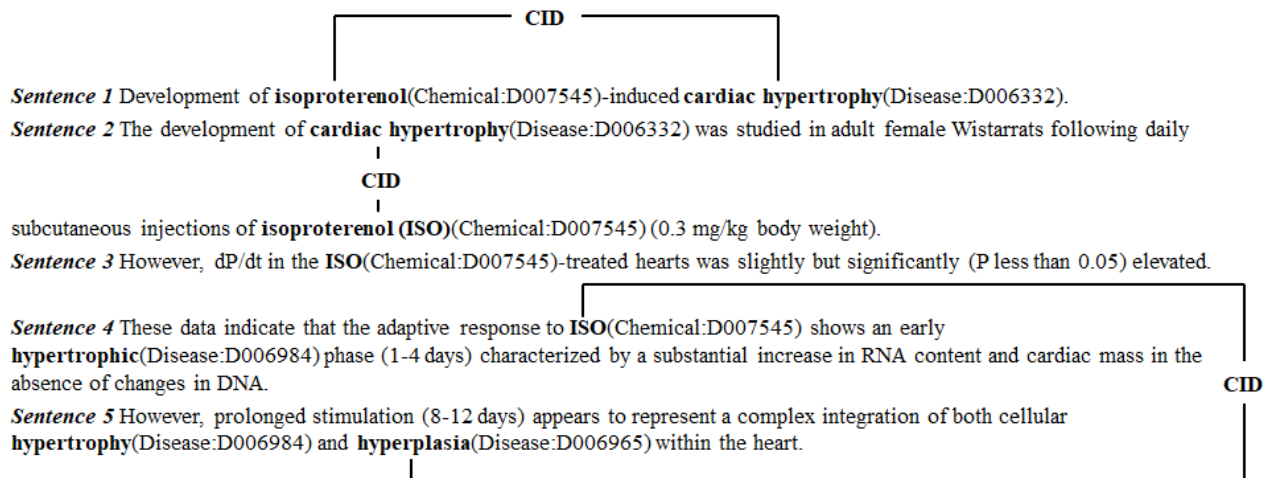 CID
Sentence 1 Development of isoproterenol(Chemical:D007545)-induced cardiac hypertrophy(Disease:D006332).
Sentence 2 The development of cardiac hypertrophy(Disease:D006332) was studied in adult female Wistarrats following daily
CID
subcutaneous injections of isoproterenol (ISO)(Chemical:D007545) (0.3 mg/kg body weight).
Sentence 3 However, dP/dt in the ISO(Chemical:D007545)-treated hearts was slightly but significantly (P less than 0.05) elevated.
Sentence 4 These data indicate that the adaptive response to ISO(Chemical:D007545) shows an early
hypertrophic(Disease:D006984) phase (1-4 days) characterized by a substantial increase in RNA content and cardiac mass in the
absence of changes in DNA.
CID
Sentence 5 However, prolonged stimulation (8-12 days) appears to represent a complex integration of both cellular
hypertrophy(Disease:D006984) and hyperplasia(Disease:D006965) within the heart.